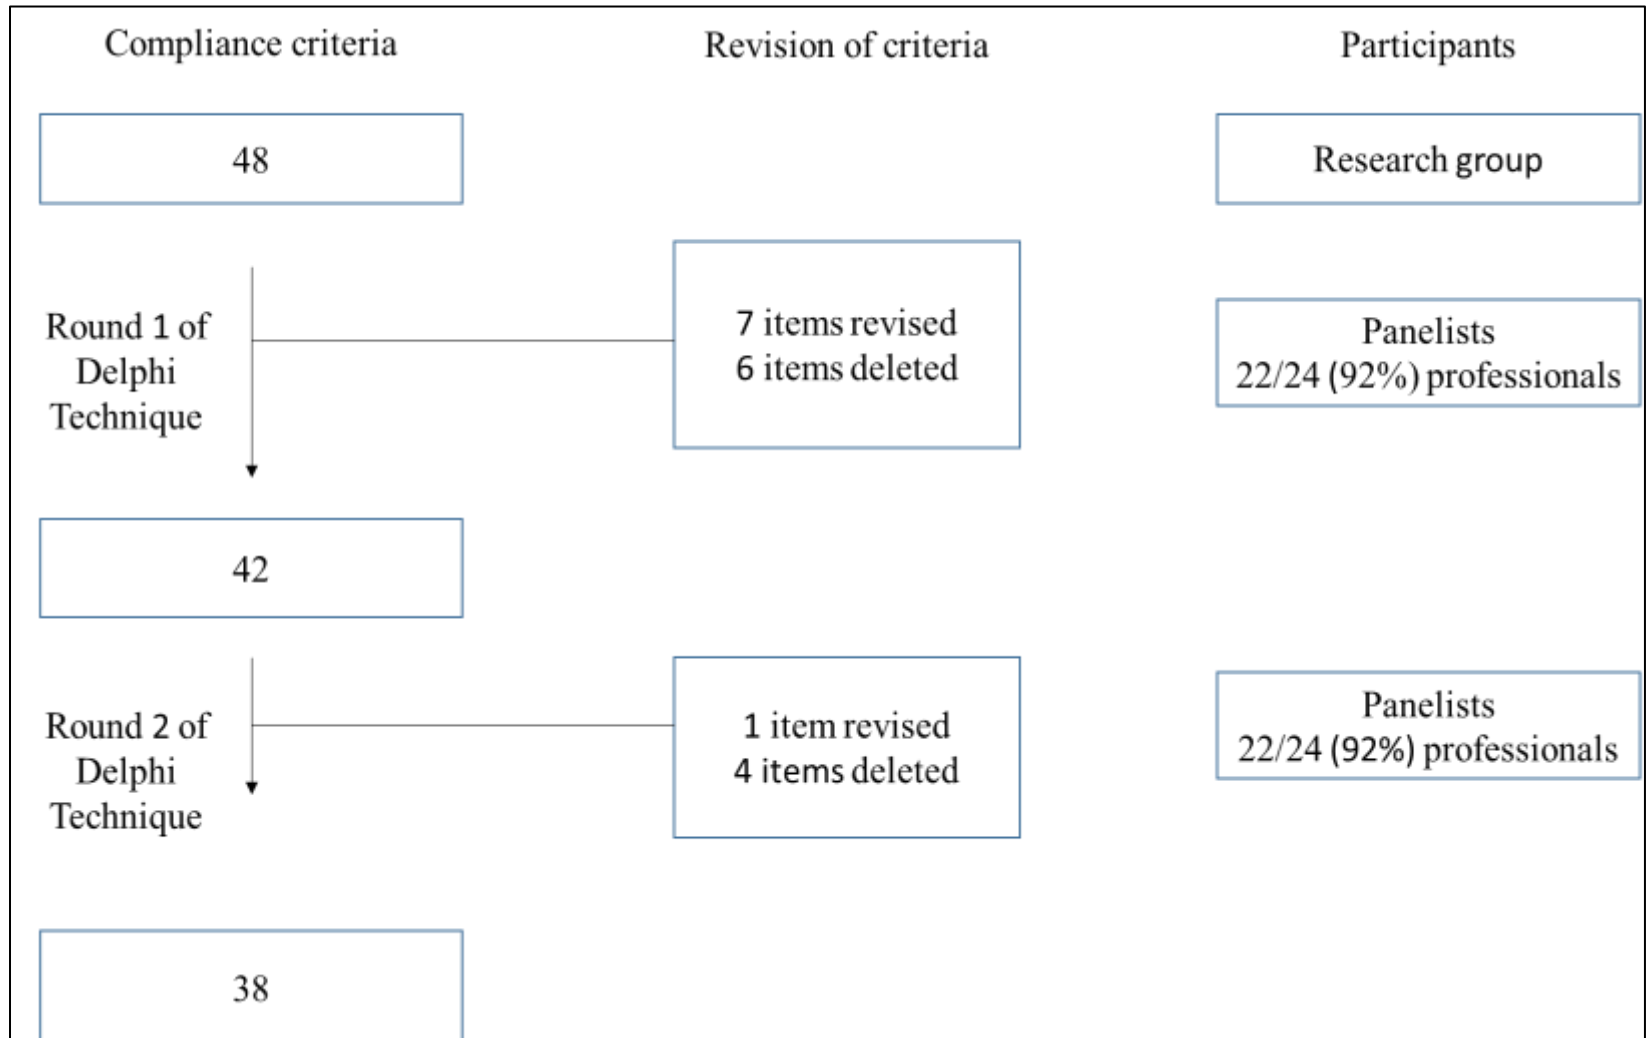 Compliance criteria
Revision of criteria
Participants
48
Research group
Round 1 of
Delphi
Technique
7 items revised
6 items deleted
Panelists
22/24 (92%) professionals
42
Round 2 of
Delphi
Technique
1 item revised
4 items deleted
Panelists
22/24 (92%) professionals
38